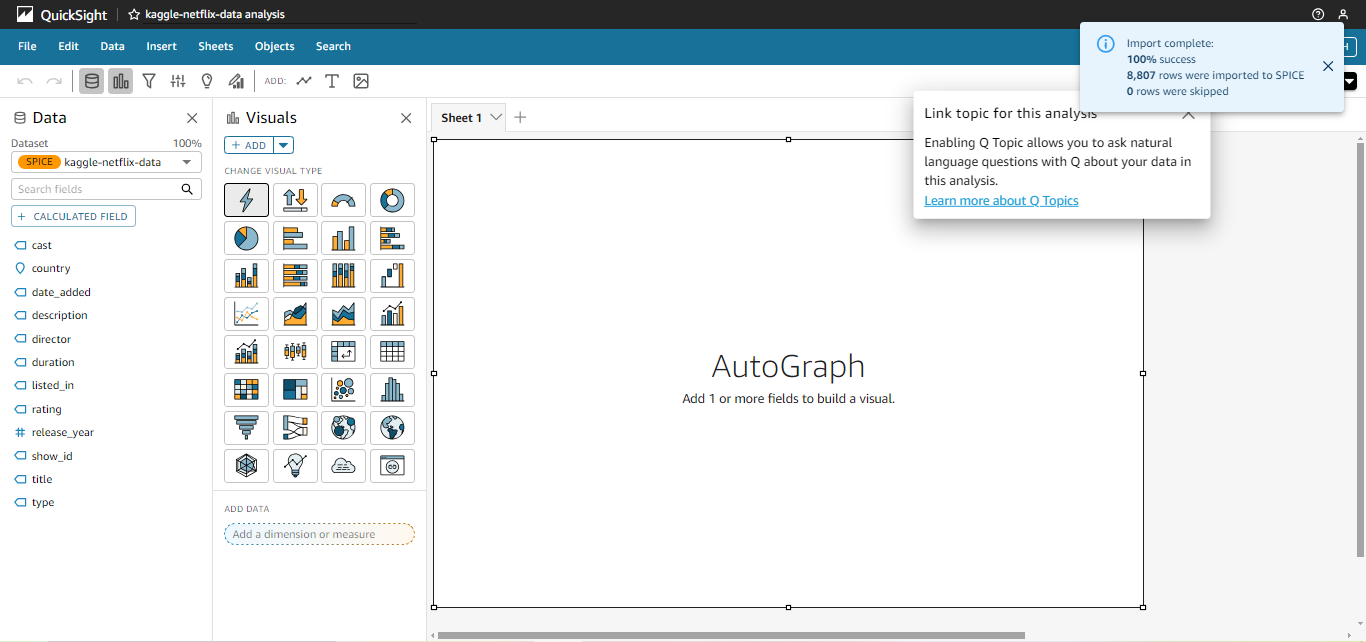 QuickSight
kaggle-netflix-data analysis
File Edit Data Insert Sheets Objects Search
Import complete:
100% success
8,807 rows were imported to SPICE
0 rows were skipped
ADD:
Data
Dataset 100%
SPICE kaggle-netflix-data
Search fields
+ CALCULATED FIELD
cast
country
date_added
description
director
duration
listed_in
rating
release_year
show_id
title
type
Visuals
+ ADD
CHANGE VISUAL TYPE
ADD DATA
Add a dimension or measure
Sheet 1
Link topic for this analysis
Enabling Q Topic allows you to ask natural
language questions with Q about your data in
this analysis.
Learn more about Q Topics
AutoGraph
Add 1 or more fields to build a visual.